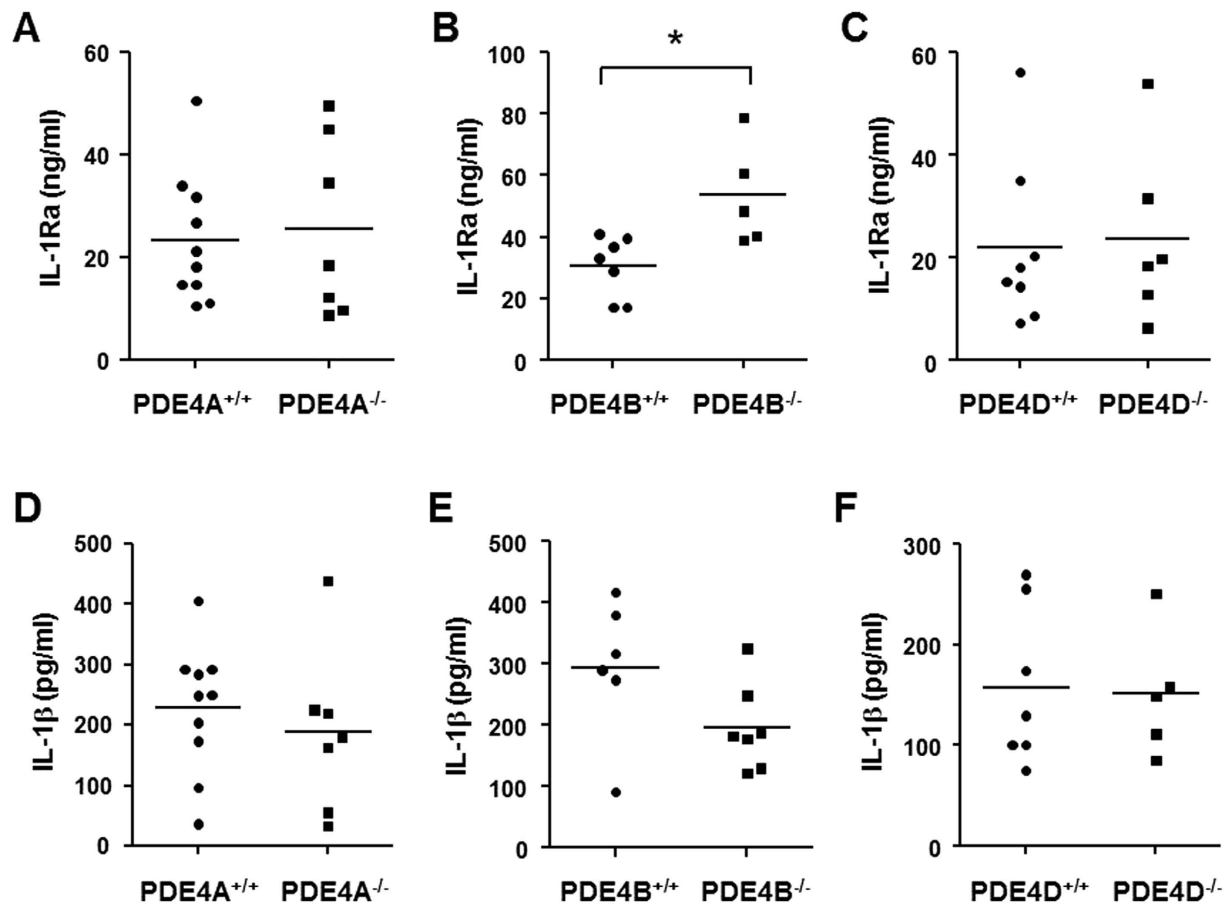 A
IL-1Ra (ng/ml)
60
40
20
0
PDE4A+/+ PDE4A-/-
B
*
IL-1Ra (ng/ml)
100
80
60
40
20
0
PDE4B+/+ PDE4B-/-
C
IL-1Ra (ng/ml)
60
40
20
0
PDE4D+/+ PDE4D-/-
D
IL-1β (pg/ml)
500
400
300
200
100
0
PDE4A+/+ PDE4A-/-
E
IL-1β (pg/ml)
500
400
300
200
100
0
PDE4B+/+ PDE4B-/-
F
IL-1β (pg/ml)
300
200
100
0
PDE4D+/+ PDE4D-/-